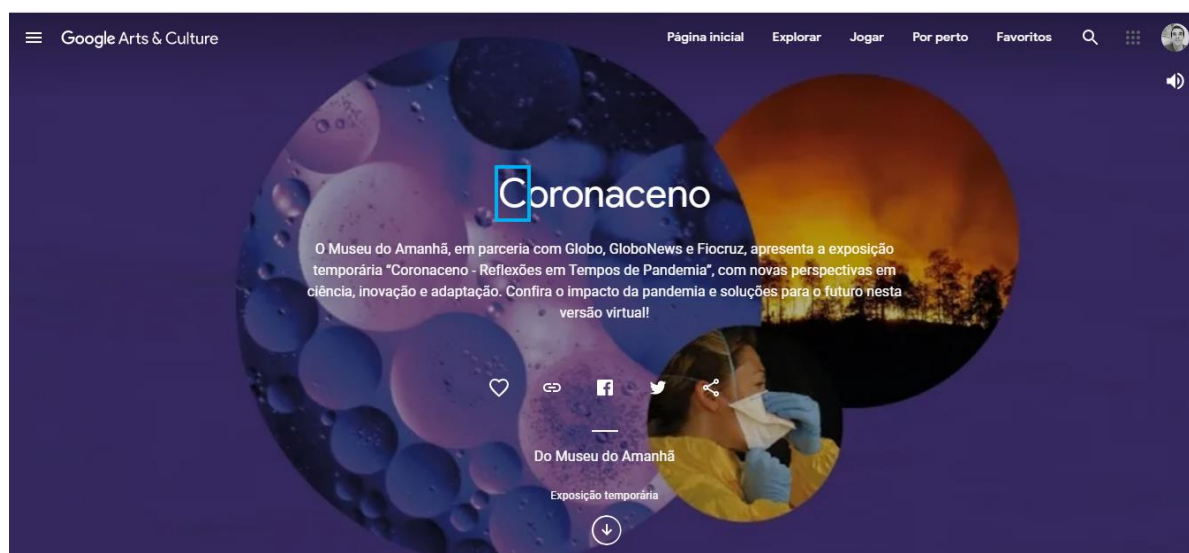 Google Arts & Culture
Página inicial Explorar Jogar Por perto Favoritos
Coronaceno
O Museu do Amanhã, em parceria com Globo, GloboNews e Fiocruz, apresenta a exposição
temporária “Coronaceno - Reflexões em Tempos de Pandemia”, com novas perspectivas em
ciência, inovação e adaptação. Confira o impacto da pandemia e soluções para o futuro nesta
versão virtual!
Do Museu do Amanhã
Exposição temporária